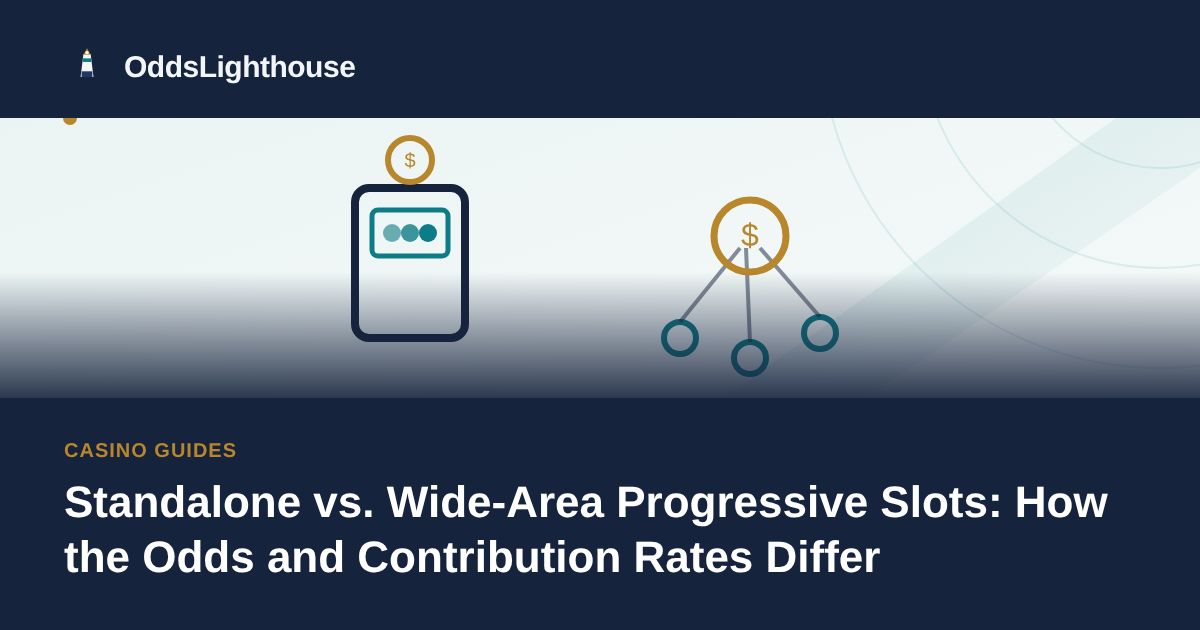 OddsLighthouse
$
$
CASINO GUIDES
Standalone vs. Wide-Area Progressive Slots: How
the Odds and Contribution Rates Differ